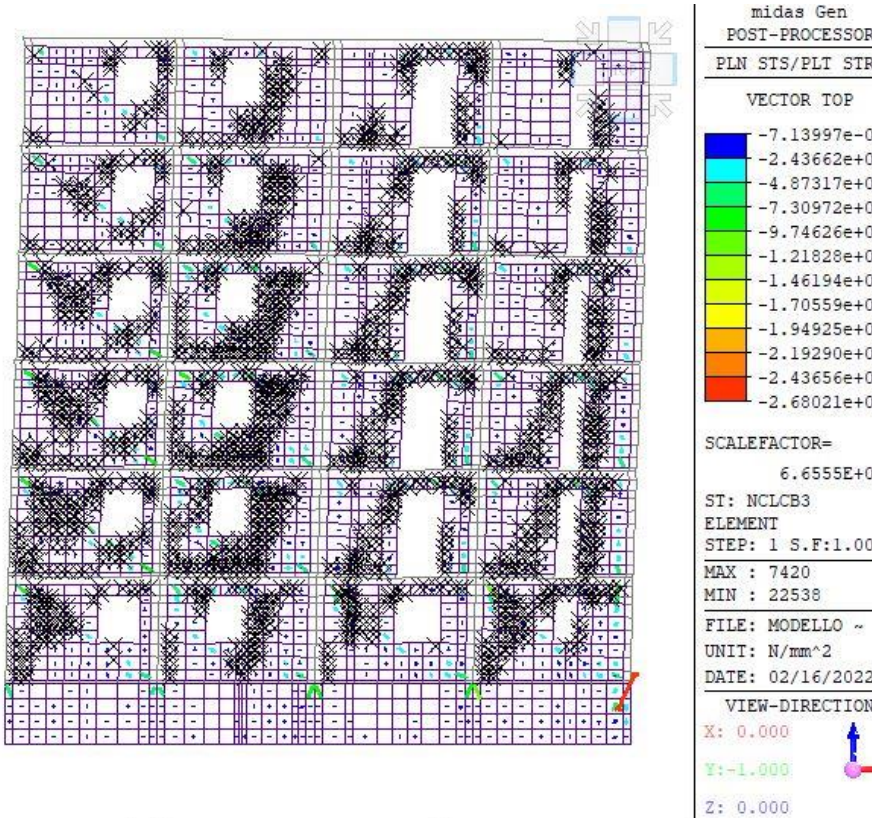 midas Gen
POST-PROCESSOR
PLN STS/PLT STR
VECTOR TOP
-7.13997e-0
-2.43662e+0
-4.87317e+0
-7.30972e+0
-9.74626e+0
-1.21828e+0
-1.46194e+0
-1.70559e+0
-1.94925e+0
-2.19290e+0
-2.43656e+0
-2.68021e+0
SCALEFACTOR=
6.6555E+0
ST: NCLCB3
ELEMENT
STEP: 1 S.F:1.00
MAX : 7420
MIN : 22538
FILE: MODELLO ~
UNIT: N/mm^2
DATE: 02/16/2022
VIEW-DIRECTION
X: 0.000
Y:-1.000
Z: 0.000